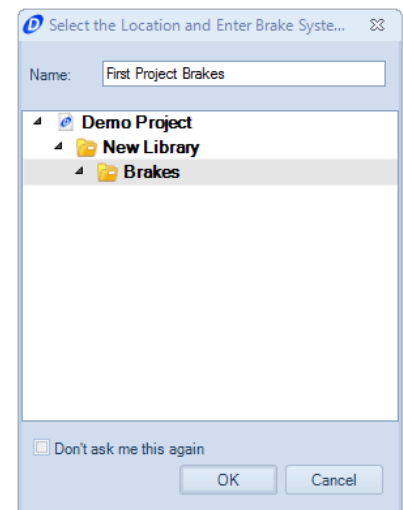 Select the Location and Enter Brake Syste...
Name: First Project Brakes
Demo Project
New Library
Brakes
Don't ask me this again
OK Cancel